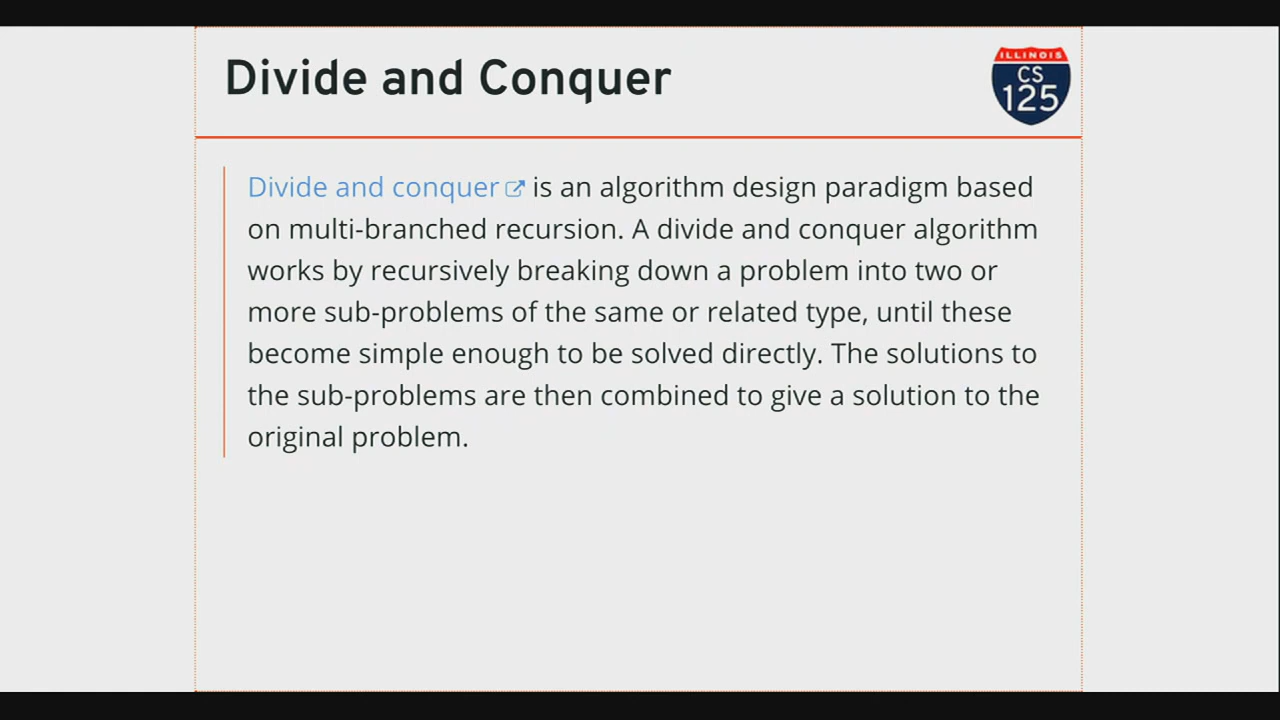 Divide and Conquer
ILLINOIS
CS
125
Divide and conquer is an algorithm design paradigm based
on multi-branched recursion. A divide and conquer algorithm
works by recursively breaking down a problem into two or
more sub-problems of the same or related type, until these
become simple enough to be solved directly. The solutions to
the sub-problems are then combined to give a solution to the
original problem.